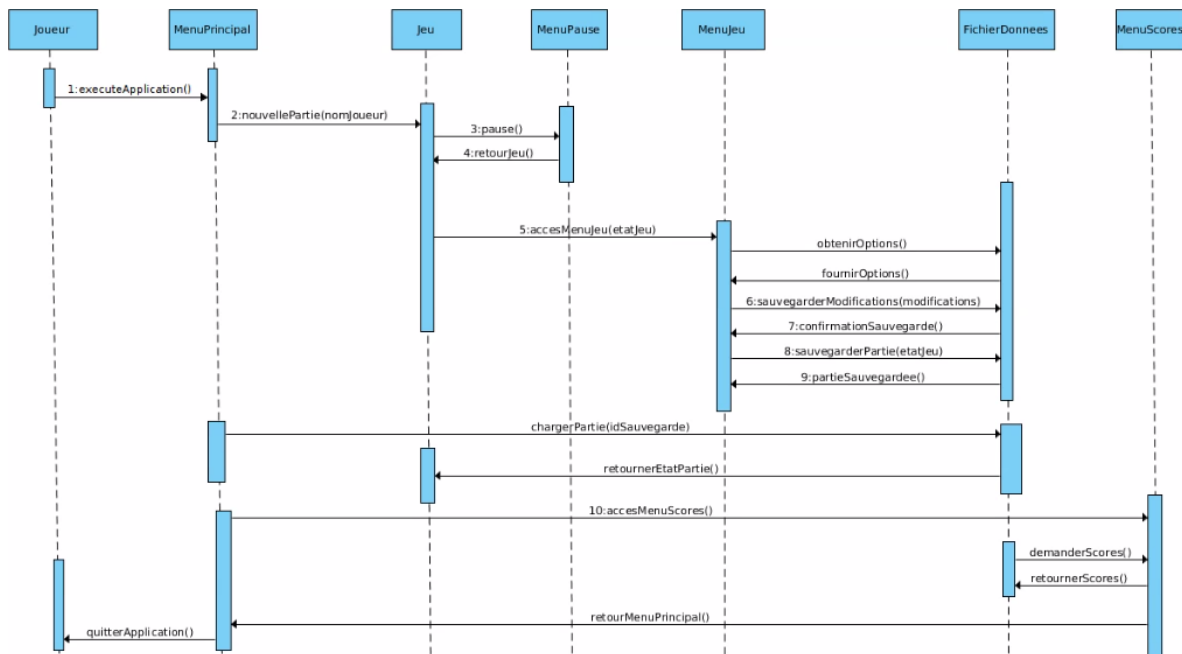 Joueur
MenuPrincipal
Jeu
MenuPause
MenuJeu
FichierDonnees
MenuScores
1:executeApplication()
2:nouvellePartie(nomJoueur)
3:pause()
4:retourJeu()
5:accesMenuJeu(etatJeu)
obtenirOptions()
fournirOptions()
6:sauvegarderModifications(modifications)
7:confirmationSauvegarde()
8:sauvegarderPartie(etatJeu)
9:partieSauvegardee()
chargerPartie(idSauvegarde)
retournerEtatPartie()
10:accesMenuScores()
demanderScores()
retournerScores()
retourMenuPrincipal()
quitterApplication()